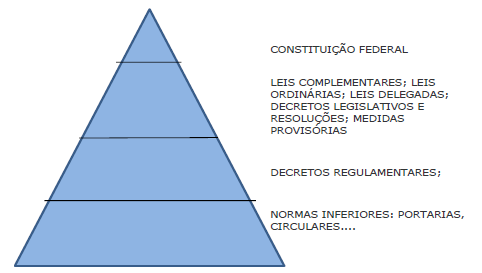 CONSTITUIÇÃO FEDERAL
LEIS COMPLEMENTARES; LEIS
ORDINÁRIAS; LEIS DELEGADAS;
DECRETOS LEGISLATIVOS E
RESOLUÇÕES; MEDIDAS
PROVISÓRIAS
DECRETOS REGULAMENTARES;
NORMAS INFERIORES: PORTARIAS,
CIRCULARES....